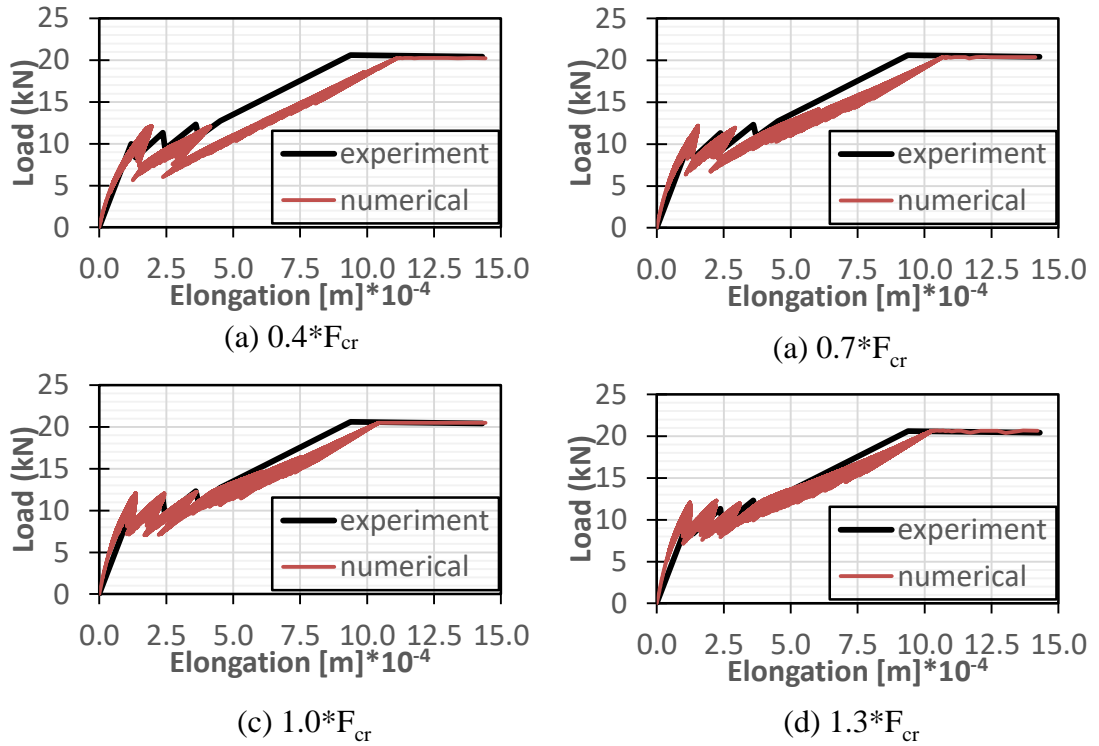 25
20
15
10
5
0
Load (kN)
experiment
numerical
0.0 2.5 5.0 7.5 10.0 12.5 15.0
Elongation [m]*10-4
(a) 0.4*Fcr
25
20
15
10
5
0
Load (kN)
experiment
numerical
0.0 2.5 5.0 7.5 10.0 12.5 15.0
Elongation [m]*10-4
(a) 0.7*Fcr
25
20
15
10
5
0
Load (kN)
experiment
numerical
0.0 2.5 5.0 7.5 10.0 12.5 15.0
Elongation [m]*10-4
(c) 1.0*Fcr
25
20
15
10
5
0
Load (kN)
experiment
numerical
0.0 2.5 5.0 7.5 10.0 12.5 15.0
Elongation [m]*10-4
(d) 1.3*Fcr